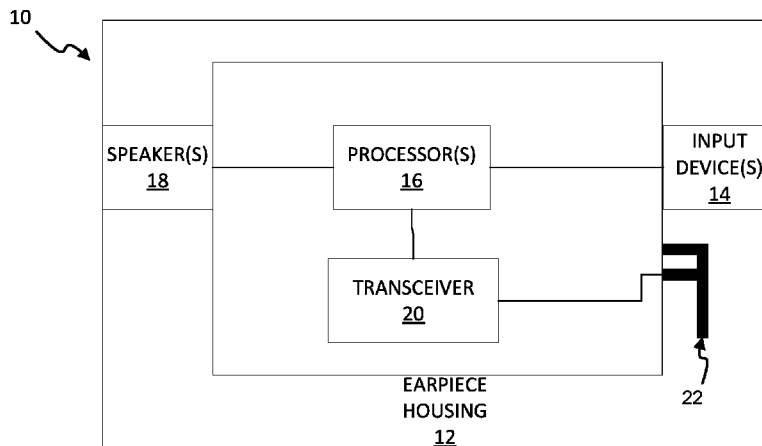 10
SPEAKER(S)
18
PROCESSOR(S)
16
INPUT
DEVICE(S)
14
TRANSCEIVER
20
EARPIECE
HOUSING
12
22